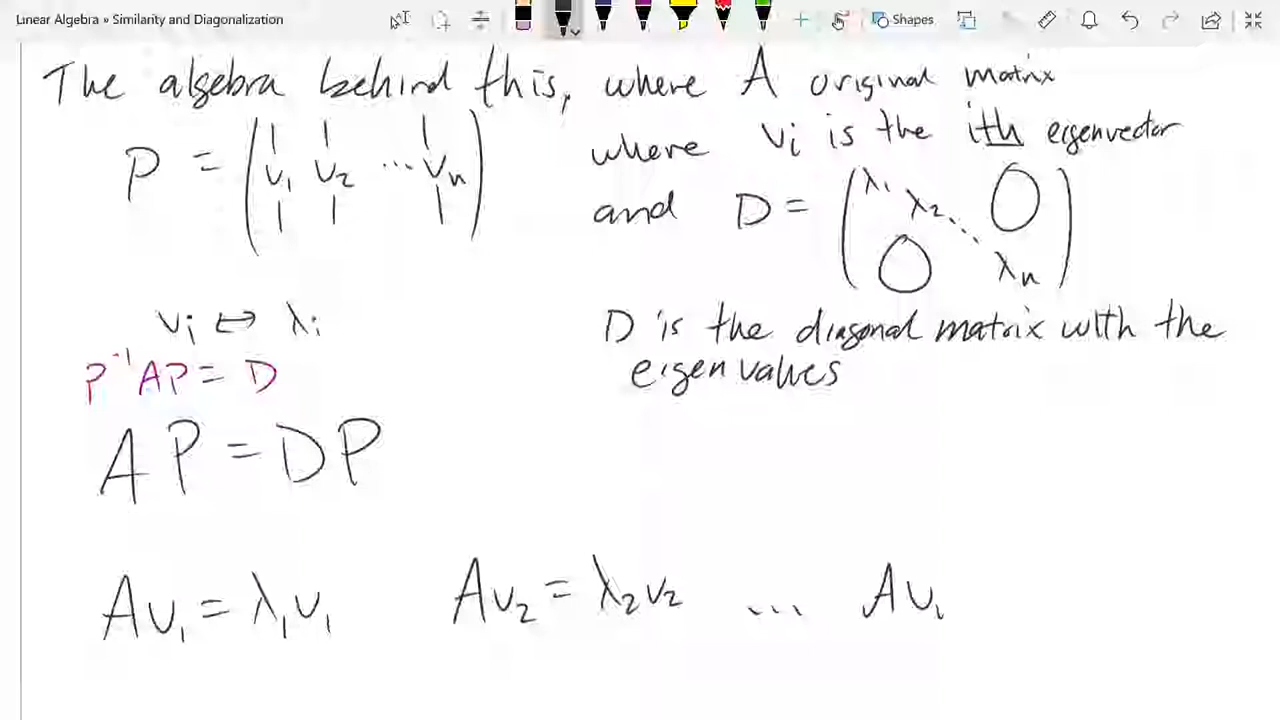 Linear Algebra » Similarity and Diagonalization
Shapes
The algebra behind this, where A original matrix
P = (v₁ v₂ ... vₙ) where vi is the ith eigenvector
and D = (λ₁ λ₂ ... λₙ 0 0)
vi ↔ λi
D is the diagonal matrix with the
eigenvalues
P⁻¹AP = D
AP = DP
Av₁ = λ₁v₁ Av₂ = λ₂v₂ ... Av₁